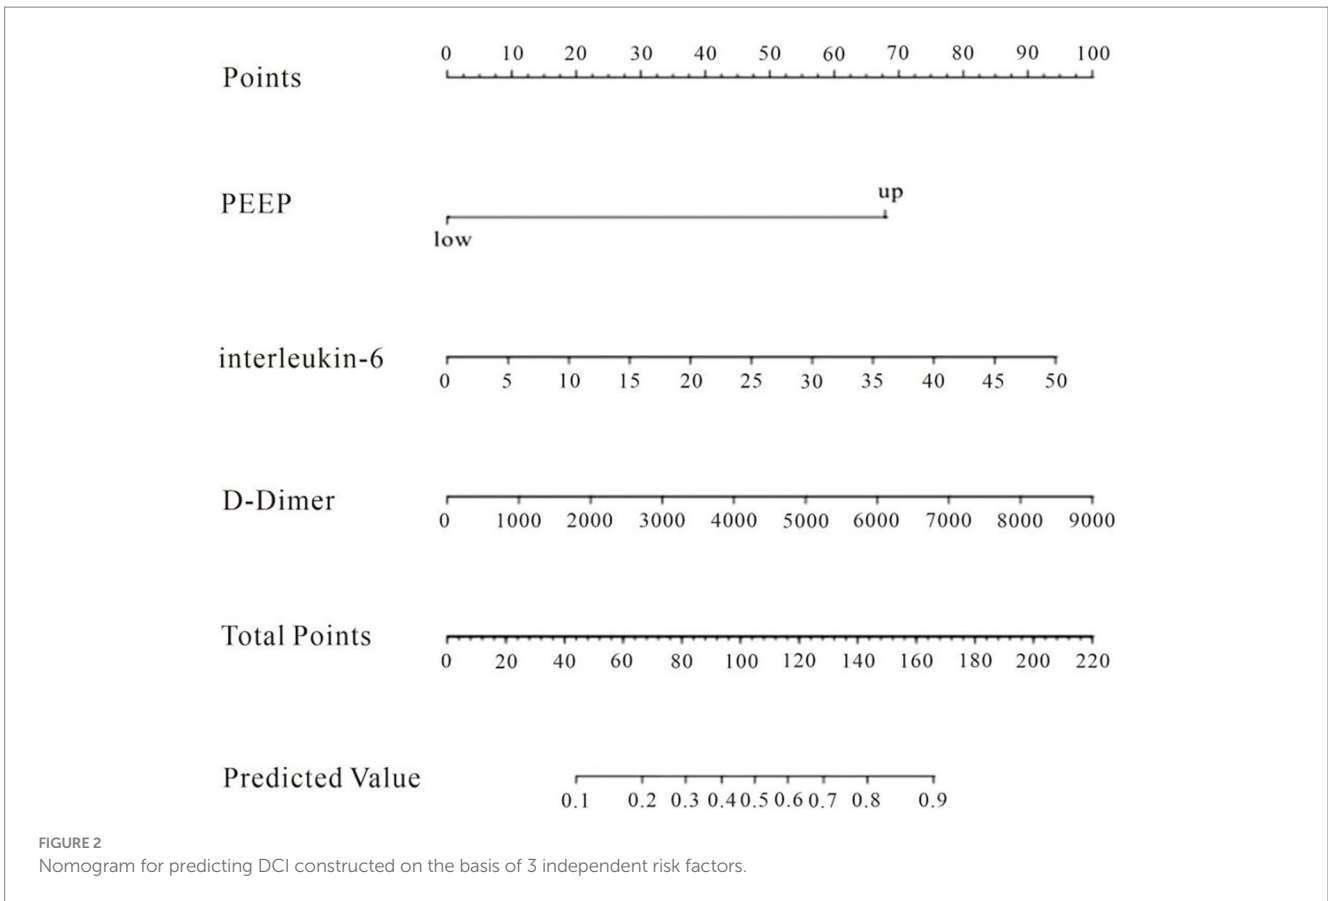 0 10 20 30 40 50 60 70 80 90 100
Points
up
PEEP
low
interleukin-6
0 5 10 15 20 25 30 35 40 45 50
D-Dimer
0 1000 2000 3000 4000 5000 6000 7000 8000 9000
Total Points
0 20 40 60 80 100 120 140 160 180 200 220
Predicted Value
0.1 0.2 0.3 0.4 0.5 0.6 0.7 0.8 0.9
FIGURE 2
Nomogram for predicting DCI constructed on the basis of 3 independent risk factors.